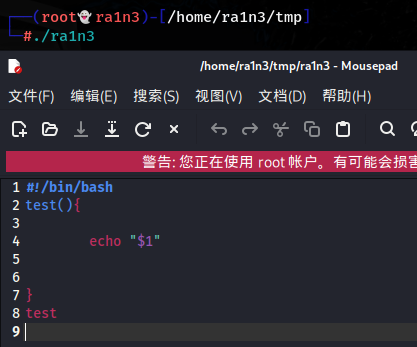 (root👻ra1n3)-[/home/ra1n3/tmp]
#./ra1n3
/home/ra1n3/tmp/ra1n3 - Mousepad
文件(F) 编辑(E) 搜索(S) 视图(V) 文档(D) 帮助(H)
警告: 您正在使用 root 帐户。有可能会损害
1 #!/bin/bash
2 test(){
3
4 echo "$1"
5
6
7 }
8 test
9